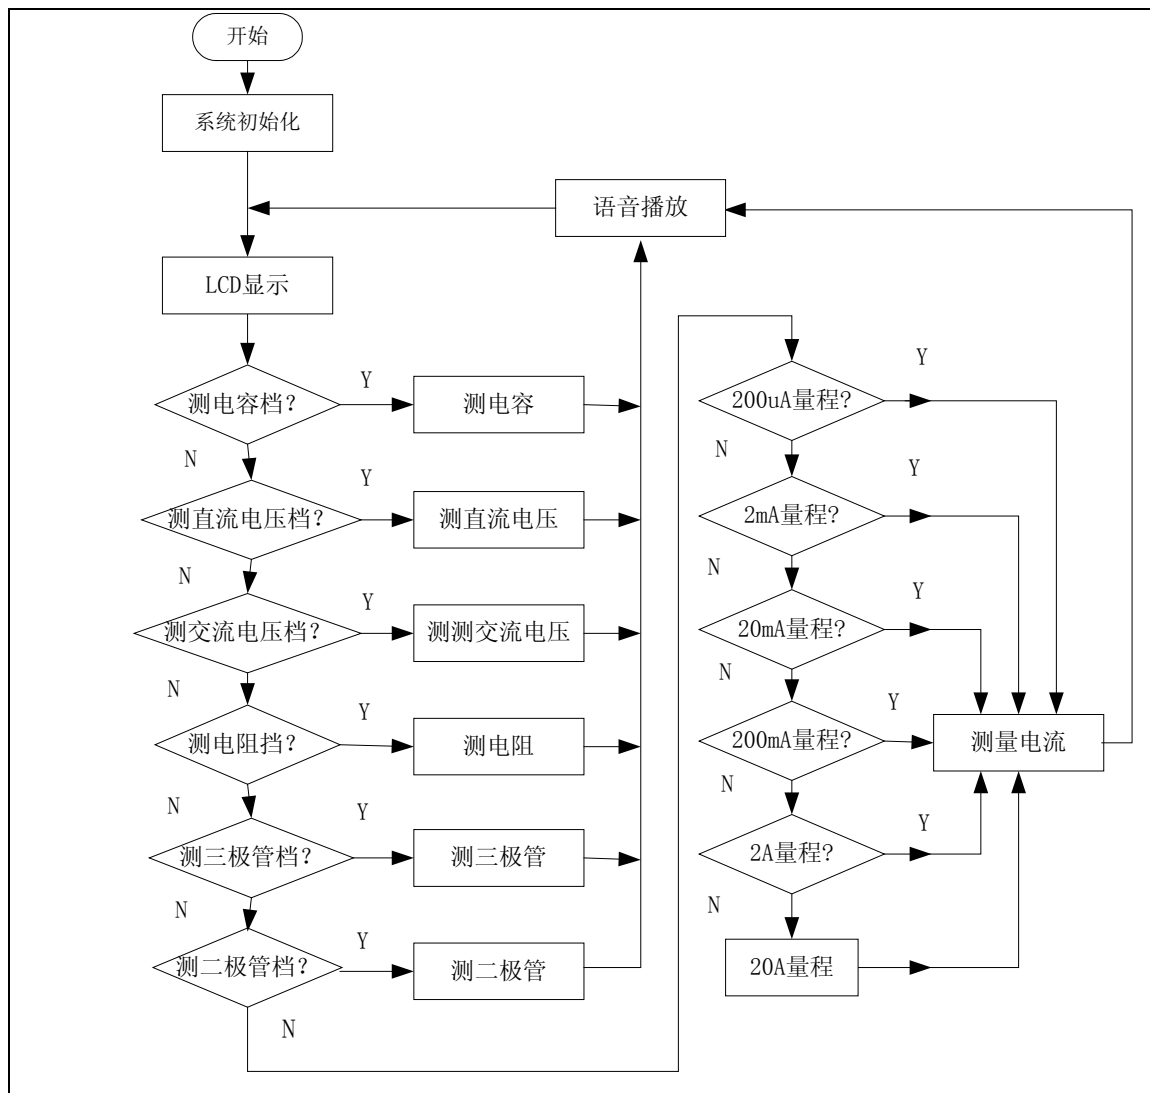 开始
系统初始化
语音播放
LCD显示
测电容档?
Y
测电容
N
测直流电压档?
Y
测直流电压
N
测交流电压档?
Y
测测交流电压
N
测电阻挡?
Y
测电阻
N
测三极管档?
Y
测三极管
N
测二极管档?
Y
测二极管
N
200uA量程?
Y
N
2mA量程?
Y
N
20mA量程?
Y
N
200mA量程?
Y
测量电流
N
2A量程?
Y
N
20A量程